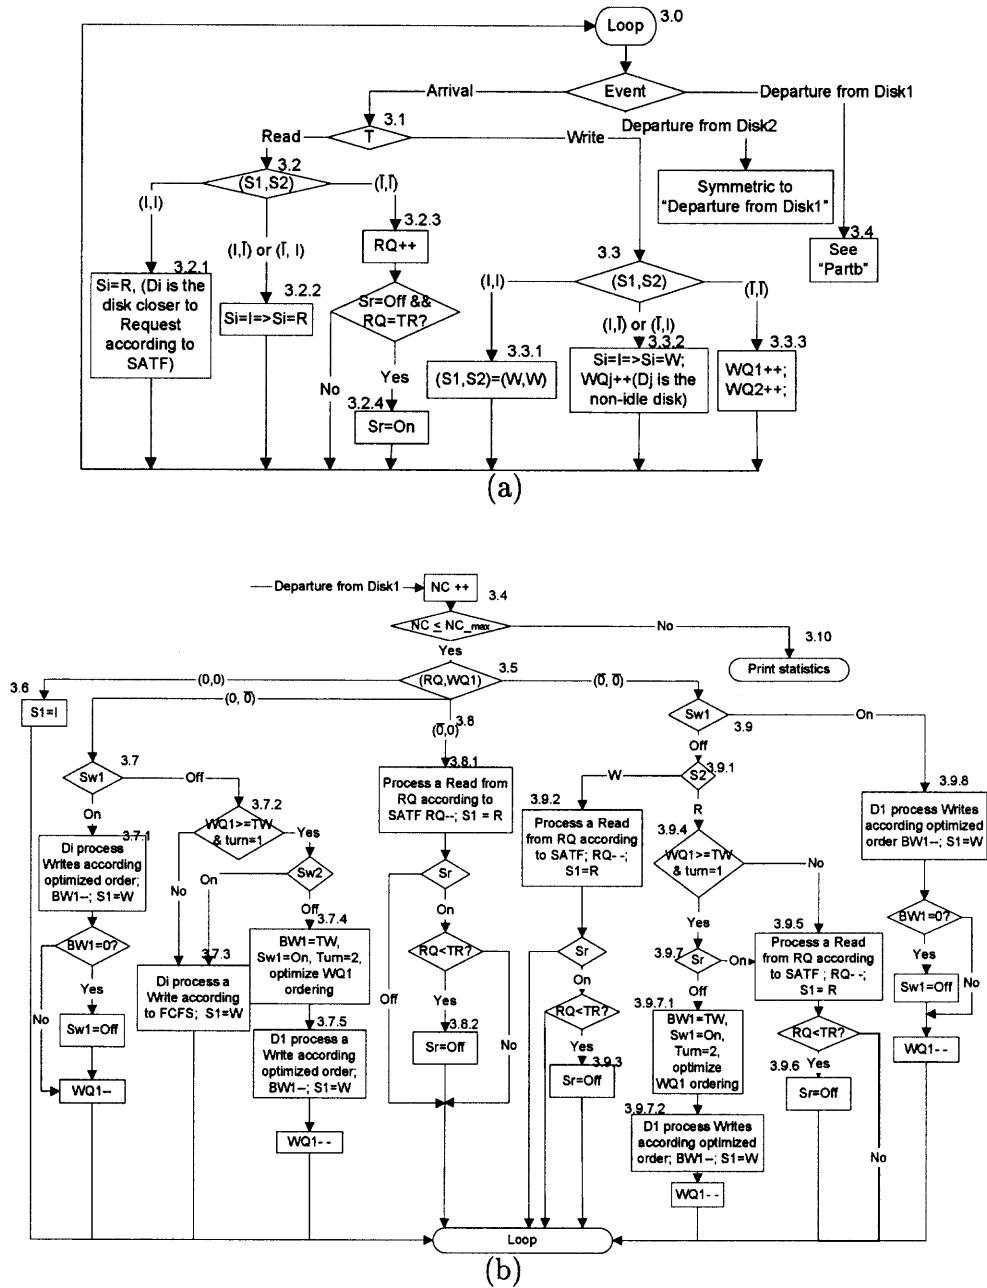 Loop
3.0
Event
Arrival
Departure from Disk1
Departure from Disk2
3.1
T
Read
Write
3.2
(S1,S2)
(I,I)
(I,Ī) or (Ī, I)
(Ī,Ī)
3.2.1
Si=R, (Di is the
disk closer to
Request
according to
SATF)
3.2.2
Si=I=>Si=R
3.2.3
RQ++
Sr=Off &&
RQ=TR?
No
Yes
3.2.4
Sr=On
3.3
(S1,S2)
(I,I)
(I,Ī) or (Ī,I)
(Ī,Ī)
3.3.1
(S1,S2)=(W,W)
3.3.2
Si=I=>Si=W;
WQj++(Dj is the
non-idle disk)
3.3.3
WQ1++;
WQ2++;
Symmetric to
"Departure from Disk1"
3.4
See
"Partb"
(a)
Departure from Disk1
NC ++
3.4
NC ≤ NC_max
No
3.10
Print statistics
Yes
3.5
(RQ,WQ1)
(0,0)
(0, 0̅)
(0̅,0)
(0̅, 0̅)
3.6
S1=I
3.7
Sw1
On
Off
3.7.1
Di process
Writes according
optimized order;
BW1--; S1=W
BW1=0?
No
Yes
Sw1=Off
WQ1--
3.7.2
WQ1>=TW
& turn=1
Yes
No
Sw2
On
Off
3.7.3
Di process a
Write according
to FCFS; S1=W
3.7.4
BW1=TW,
Sw1=On, Turn=2,
optimize WQ1
ordering
3.7.5
D1 process a
Write according
optimized order;
BW1--; S1=W
WQ1- -
3.8
3.8.1
Process a Read from
RQ according to
SATF RQ--; S1 = R
Sr
On
Off
RQ<TR?
Yes
No
3.8.2
Sr=Off
Sw1
3.9
On
Off
3.9.1
S2
W
R
3.9.2
Process a Read
from RQ according
to SATF; RQ- -;
S1=R
Sr
On
RQ<TR?
Yes
3.9.3
Sr=Off
3.9.4
WQ1>=TW
& turn=1
No
Yes
3.9.7
Sr
On
Off
3.9.5
Process a Read
from RQ according
to SATF ; RQ- -;
S1= R
RQ<TR?
3.9.6
Yes
Sr=Off
No
3.9.7.1
BW1=TW,
Sw1=On,
Turn=2,
optimize
WQ1 ordering
3.9.7.2
D1 process Writes
according optimized
order; BW1--; S1=W
WQ1- -
3.9.8
D1 process Writes
according optimized
order BW1--; S1=W
BW1=0?
Yes
No
Sw1=Off
WQ1- -
Loop
(b)